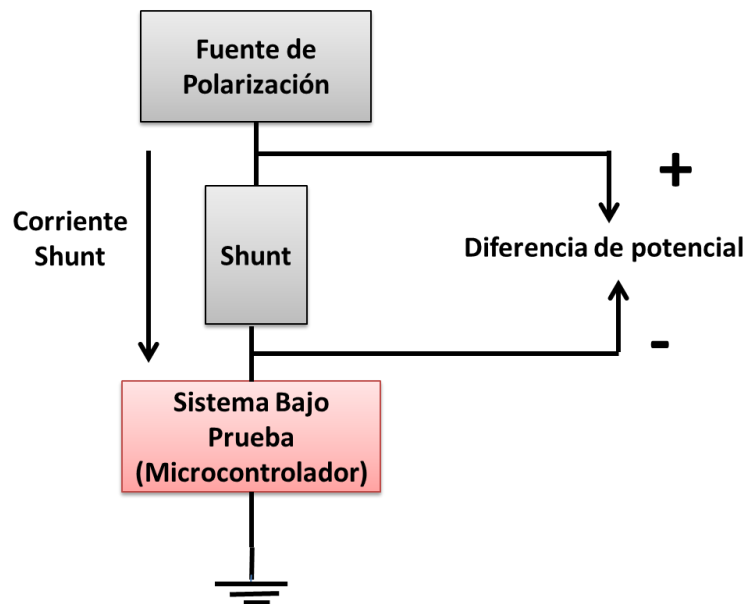 Fuente de
Polarización
+
Corriente
Shunt
Shunt
Diferencia de potencial
-
Sistema Bajo
Prueba
(Microcontrolador)